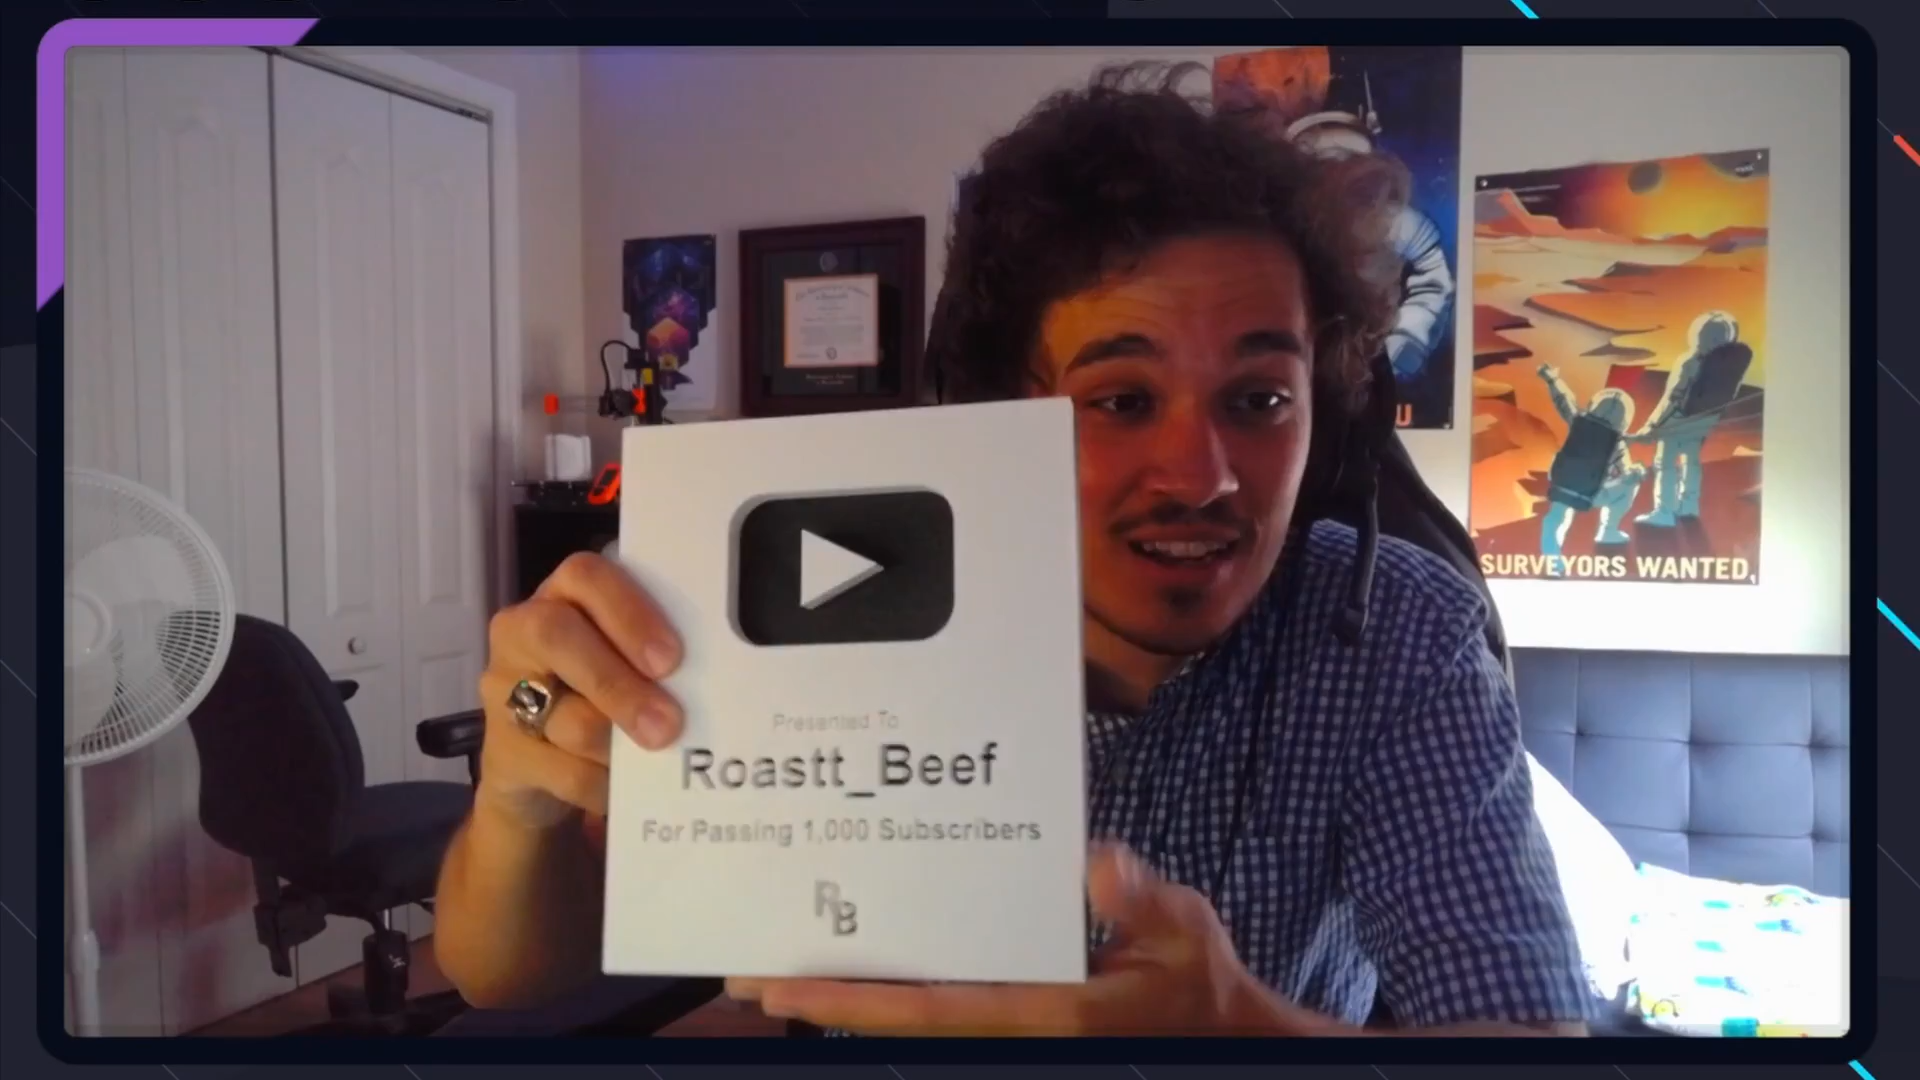 Presented To
Roastt_Beef
For Passing 1,000 Subscribers
RB
U
SURVEYORS WANTED,